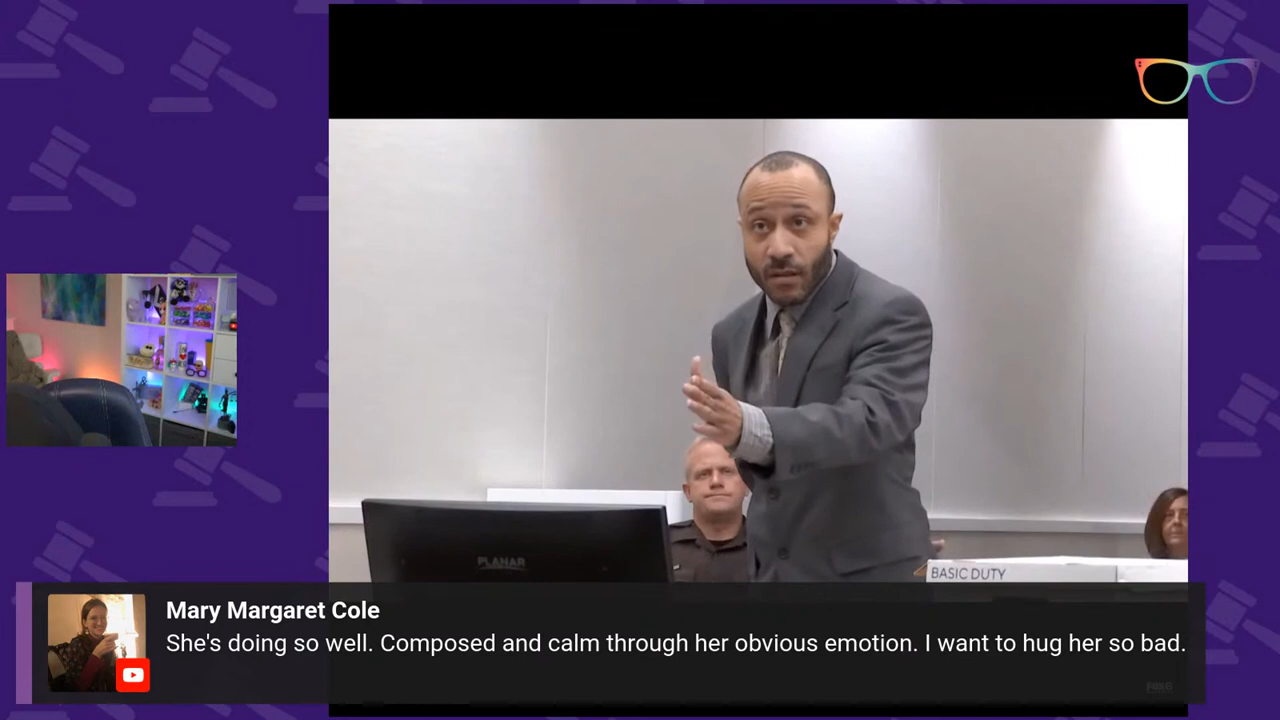 PLANAR
BASIC DUTY
Mary Margaret Cole
She's doing so well. Composed and calm through her obvious emotion. I want to hug her so bad.
FOX6